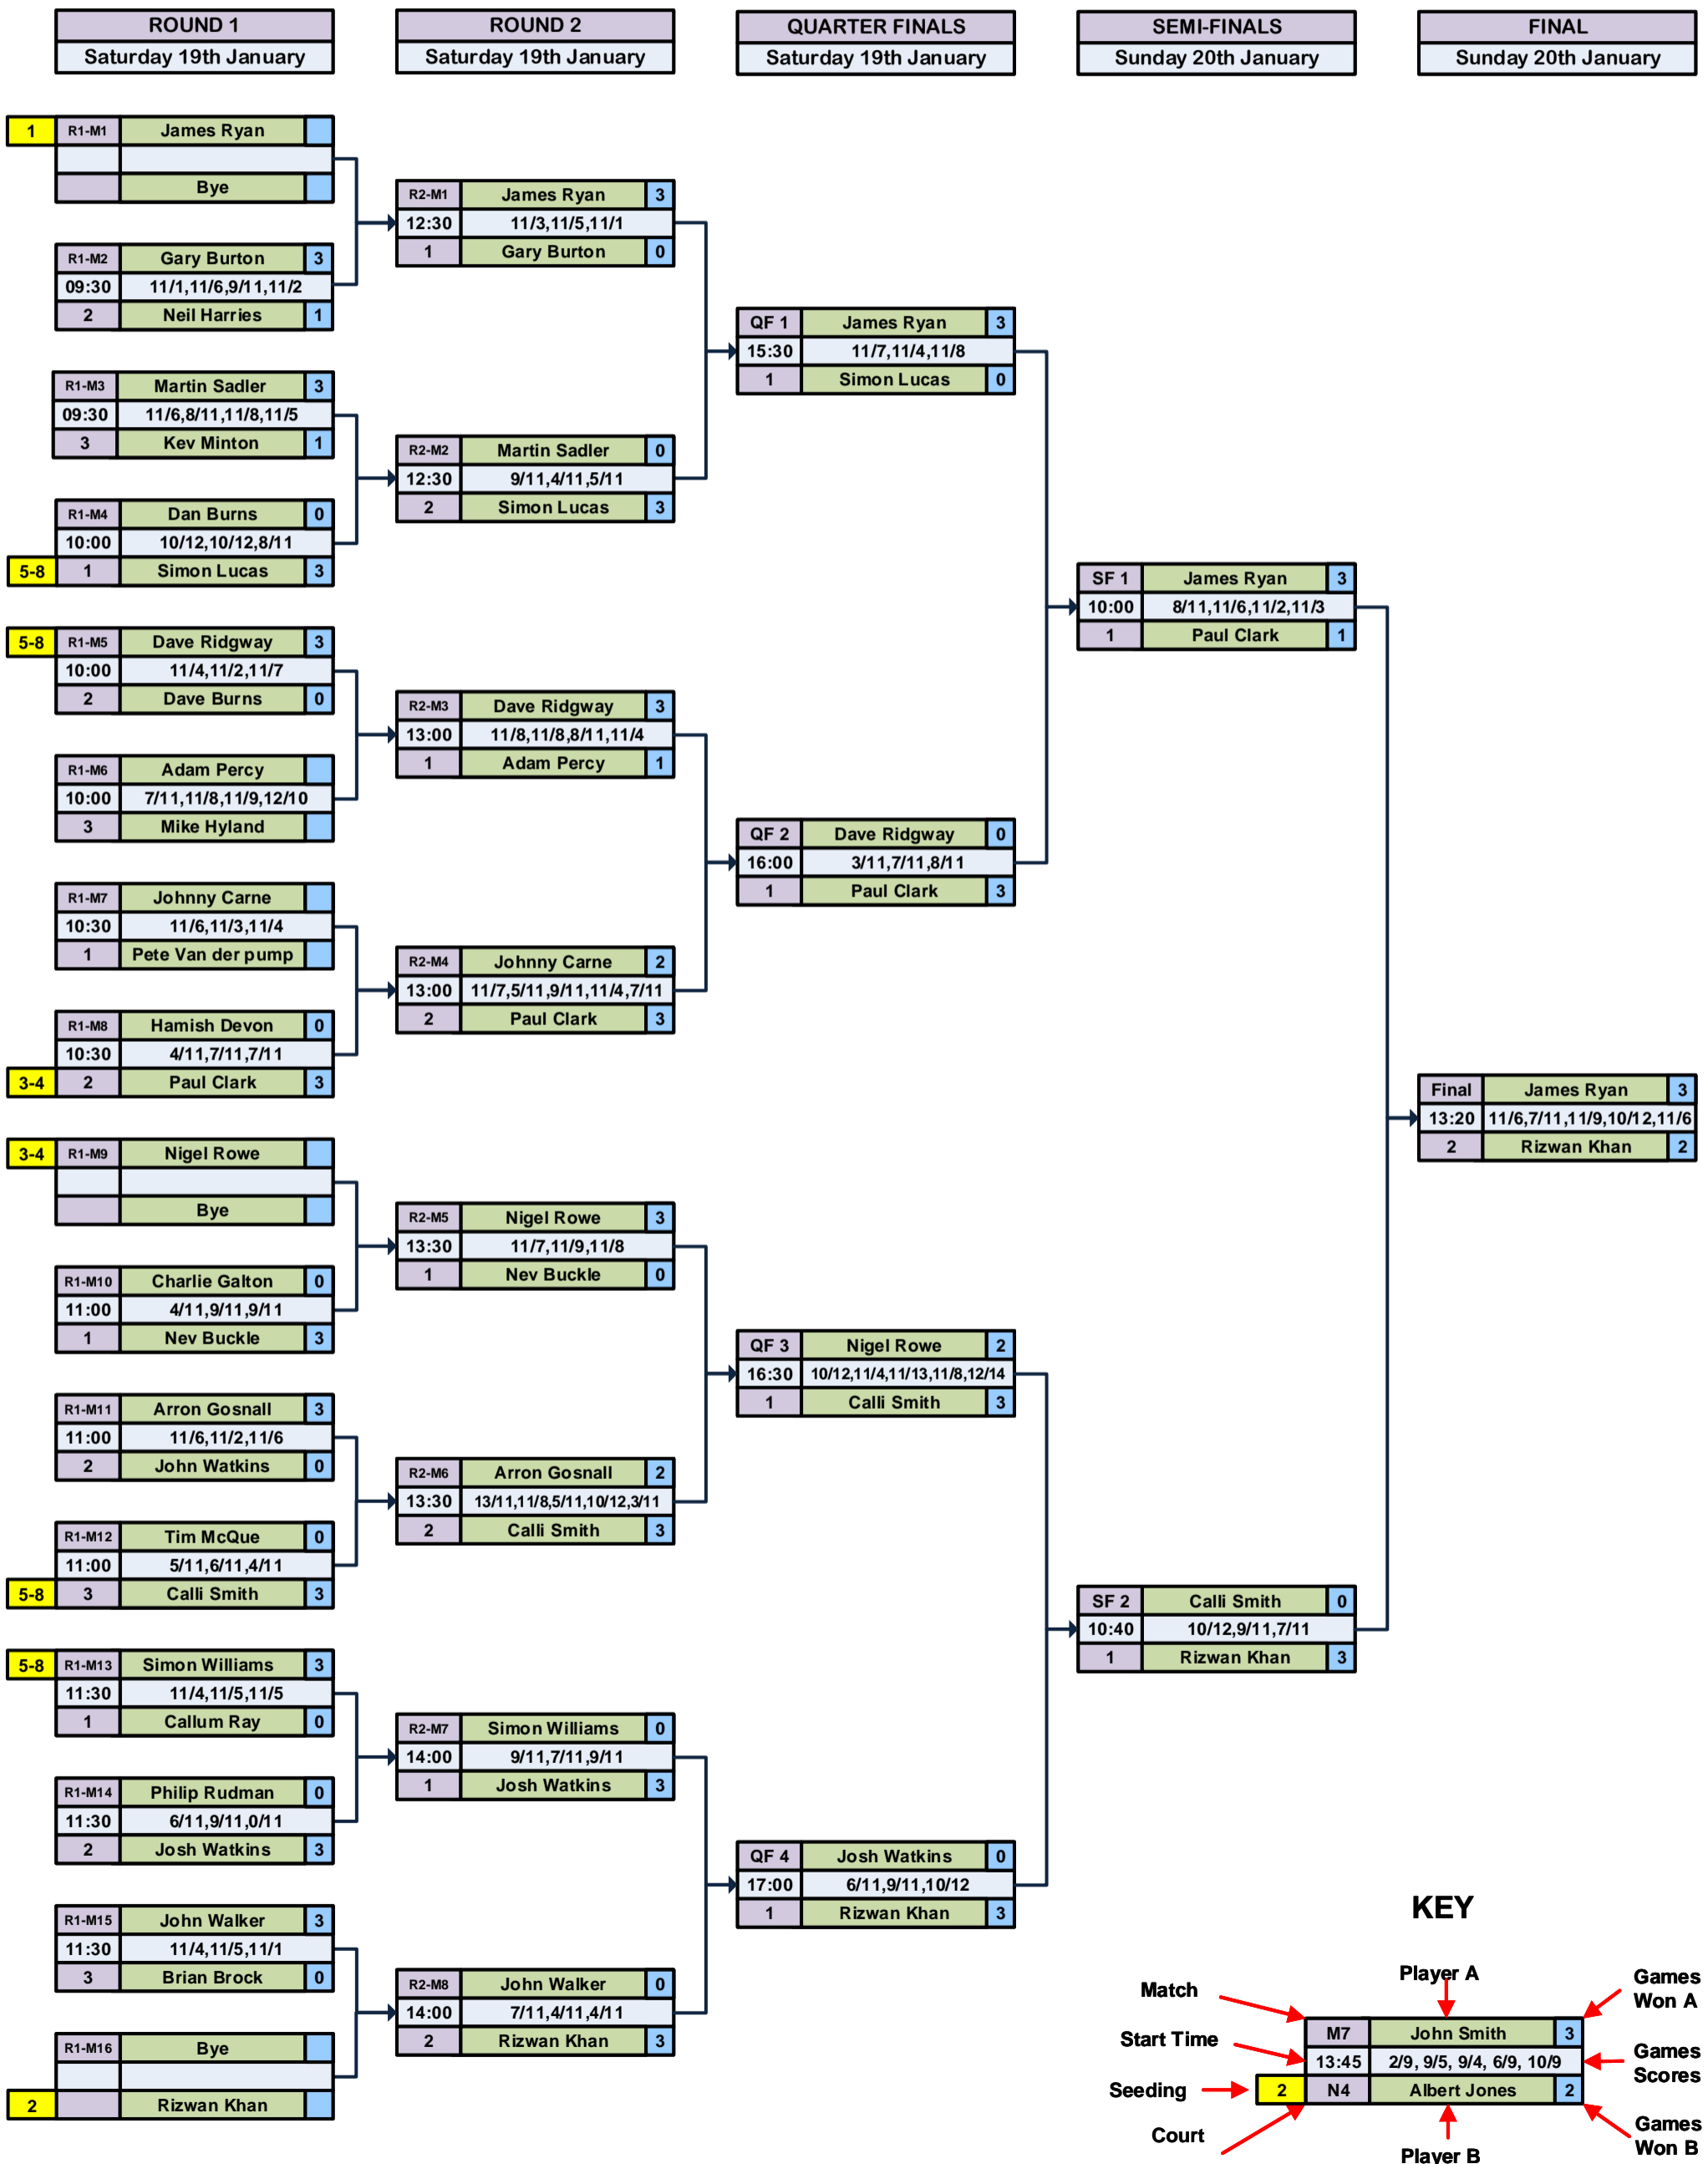 ROUND 1
Saturday 19th January
ROUND 2
Saturday 19th January
QUARTER FINALS
Saturday 19th January
SEMI-FINALS
Sunday 20th January
FINAL
Sunday 20th January
1 R1-M1 James Ryan
Bye
R1-M2 Gary Burton 3
09:30 11/1,11/6,9/11,11/2
2 Neil Harries 1
R1-M3 Martin Sadler 3
09:30 11/6,8/11,11/8,11/5
3 Kev Minton 1
R1-M4 Dan Burns 0
10:00 10/12,10/12,8/11
5-8 1 Simon Lucas 3
5-8 R1-M5 Dave Ridgway 3
10:00 11/4,11/2,11/7
2 Dave Burns 0
R1-M6 Adam Percy
10:00 7/11,11/8,11/9,12/10
3 Mike Hyland
R1-M7 Johnny Carne
10:30 11/6,11/3,11/4
1 Pete Van der pump
R1-M8 Hamish Devon 0
10:30 4/11,7/11,7/11
3-4 2 Paul Clark 3
3-4 R1-M9 Nigel Rowe
Bye
R1-M10 Charlie Galton 0
11:00 4/11,9/11,9/11
1 Nev Buckle 3
R1-M11 Arron Gosnall 3
11:00 11/6,11/2,11/6
2 John Watkins 0
R1-M12 Tim McQue 0
11:00 5/11,6/11,4/11
5-8 3 Calli Smith 3
5-8 R1-M13 Simon Williams 3
11:30 11/4,11/5,11/5
1 Callum Ray 0
R1-M14 Philip Rudman 0
11:30 6/11,9/11,0/11
2 Josh Watkins 3
R1-M15 John Walker 3
11:30 11/4,11/5,11/1
3 Brian Brock 0
R1-M16 Bye
2 Rizwan Khan
R2-M1 James Ryan 3
12:30 11/3,11/5,11/1
1 Gary Burton 0
R2-M2 Martin Sadler 0
12:30 9/11,4/11,5/11
2 Simon Lucas 3
R2-M3 Dave Ridgway 3
13:00 11/8,11/8,8/11,11/4
1 Adam Percy 1
R2-M4 Johnny Carne 2
13:00 11/7,5/11,9/11,11/4,7/11
2 Paul Clark 3
R2-M5 Nigel Rowe 3
13:30 11/7,11/9,11/8
1 Nev Buckle 0
R2-M6 Arron Gosnall 2
13:30 13/11,11/8,5/11,10/12,3/11
2 Calli Smith 3
R2-M7 Simon Williams 0
14:00 9/11,7/11,9/11
1 Josh Watkins 3
R2-M8 John Walker 0
14:00 7/11,4/11,4/11
2 Rizwan Khan 3
QF 1 James Ryan 3
15:30 11/7,11/4,11/8
1 Simon Lucas 0
QF 2 Dave Ridgway 0
16:00 3/11,7/11,8/11
1 Paul Clark 3
QF 3 Nigel Rowe 2
16:30 10/12,11/4,11/13,11/8,12/14
1 Calli Smith 3
QF 4 Josh Watkins 0
17:00 6/11,9/11,10/12
1 Rizwan Khan 3
SF 1 James Ryan 3
10:00 8/11,11/6,11/2,11/3
1 Paul Clark 1
SF 2 Calli Smith 0
10:40 10/12,9/11,7/11
1 Rizwan Khan 3
Final James Ryan 3
13:20 11/6,7/11,11/9,10/12,11/6
2 Rizwan Khan 2
KEY
Match
Player A
Games
Won A
Start Time
M7 John Smith 3
13:45 2/9, 9/5, 9/4, 6/9, 10/9
Games
Scores
Seeding
2 N4 Albert Jones 2
Court
Player B
Games
Won B